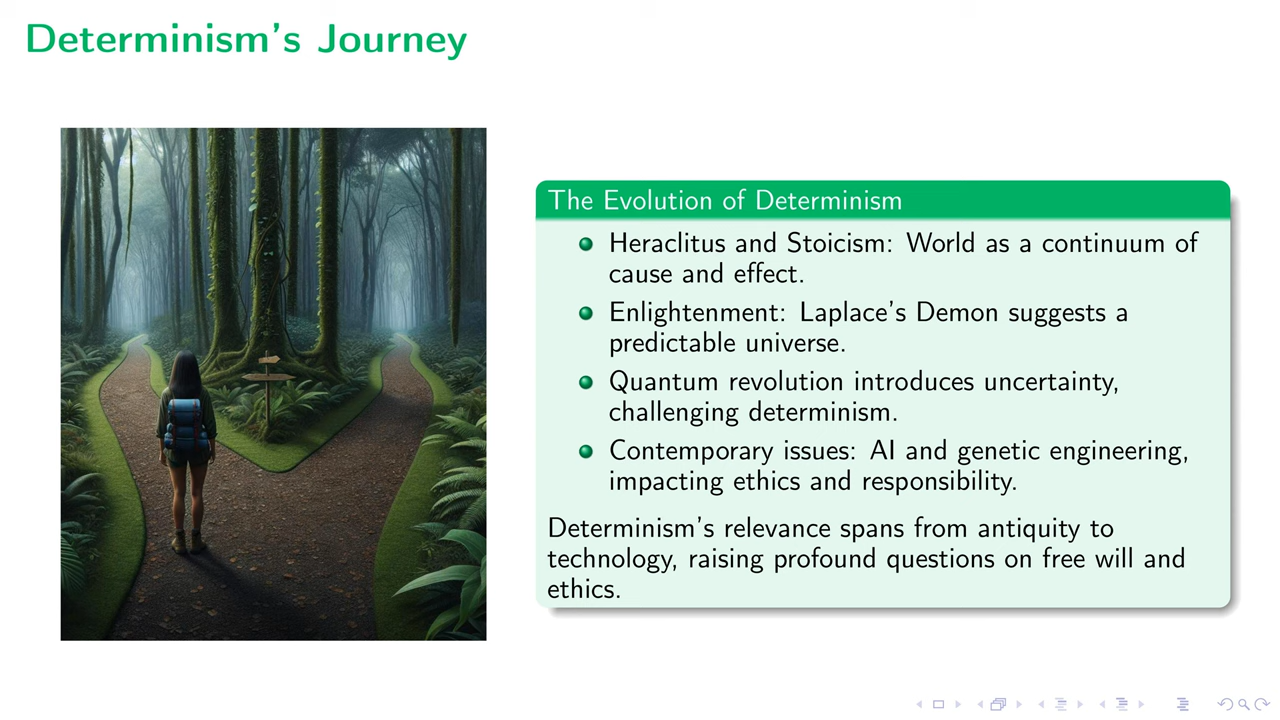 Determinism's Journey
The Evolution of Determinism
Heraclitus and Stoicism: World as a continuum of
cause and effect.
Enlightenment: Laplace's Demon suggests a
predictable universe.
Quantum revolution introduces uncertainty,
challenging determinism.
Contemporary issues: AI and genetic engineering,
impacting ethics and responsibility.
Determinism's relevance spans from antiquity to
technology, raising profound questions on free will and
ethics.